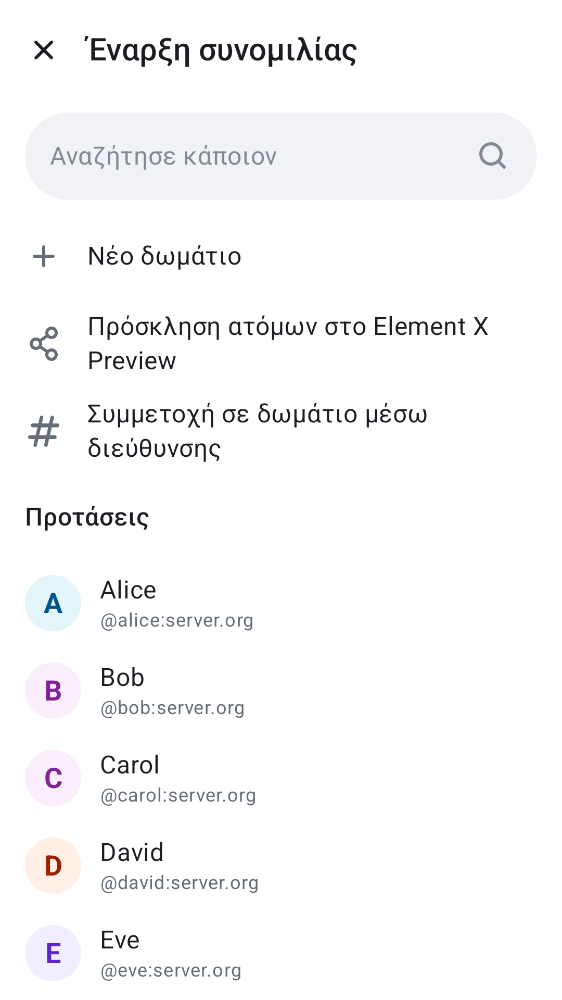 Έναρξη συνομιλίας
Αναζήτησε κάποιον
Νέο δωμάτιο
Πρόσκληση ατόμων στο Element X
Preview
Συμμετοχή σε δωμάτιο μέσω
διεύθυνσης
Προτάσεις
A
Alice
@alice:server.org
B
Bob
@bob:server.org
C
Carol
@carol:server.org
D
David
@david:server.org
E
Eve
@eve:server.org